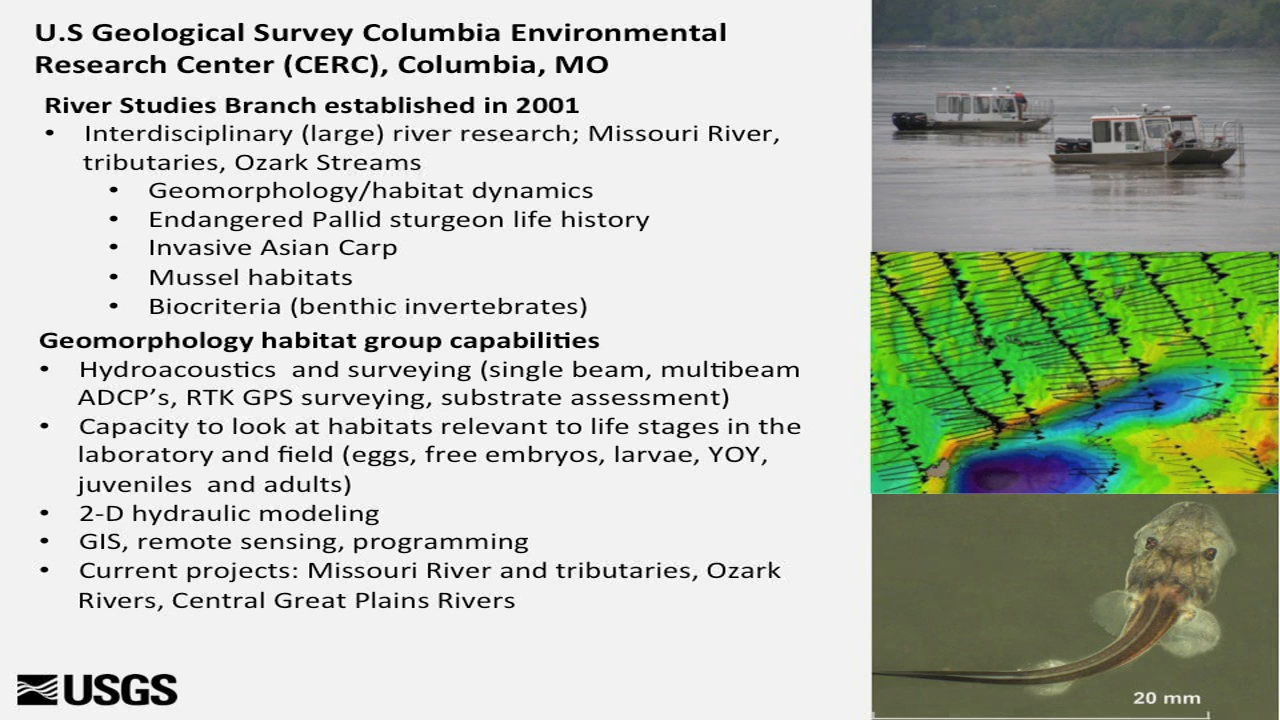 U.S Geological Survey Columbia Environmental
Research Center (CERC), Columbia, MO
River Studies Branch established in 2001
• Interdisciplinary (large) river research; Missouri River,
tributaries, Ozark Streams
• Geomorphology/habitat dynamics
• Endangered Pallid sturgeon life history
• Invasive Asian Carp
• Mussel habitats
• Biocriteria (benthic invertebrates)
Geomorphology habitat group capabilities
• Hydroacoustics and surveying (single beam, multibeam
ADCP’s, RTK GPS surveying, substrate assessment)
• Capacity to look at habitats relevant to life stages in the
laboratory and field (eggs, free embryos, larvae, YOY,
juveniles and adults)
• 2-D hydraulic modeling
• GIS, remote sensing, programming
• Current projects: Missouri River and tributaries, Ozark
Rivers, Central Great Plains Rivers
USGS
20 mm